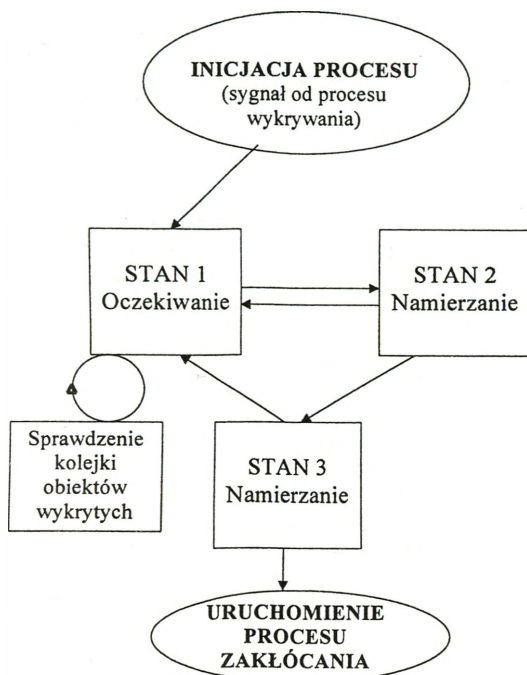 INICJACJA PROCESU
(sygnał od procesu
wykrywania)
STAN 1
Oczekiwanie
STAN 2
Namierzanie
Sprawdzenie
kolejki
obiektów
wykrytych
STAN 3
Namierzanie
URUCHOMIENIE
PROCESU
ZAKŁÓCANIA